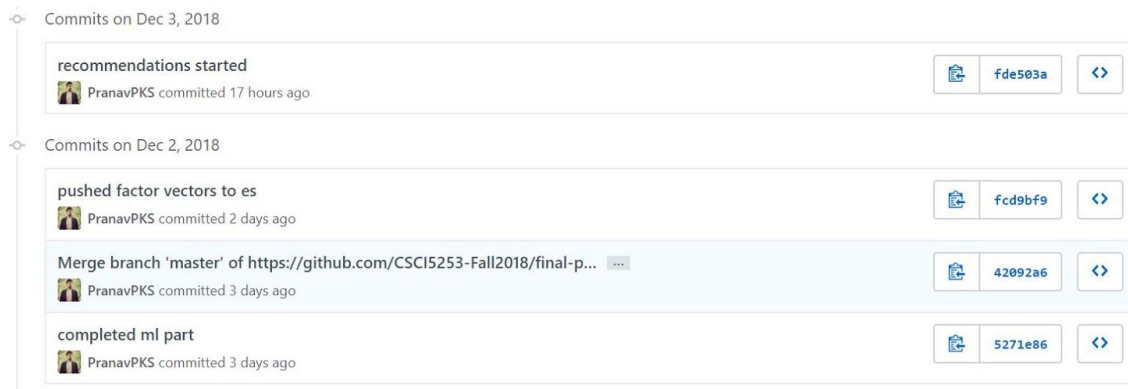 Commits on Dec 3, 2018
recommendations started
fde503a
PranavPKS committed 17 hours ago
Commits on Dec 2, 2018
pushed factor vectors to es
fcd9bf9
PranavPKS committed 2 days ago
Merge branch 'master' of https://github.com/CSCI5253-Fall2018/final-p... ...
42092a6
PranavPKS committed 3 days ago
completed ml part
5271e86
PranavPKS committed 3 days ago